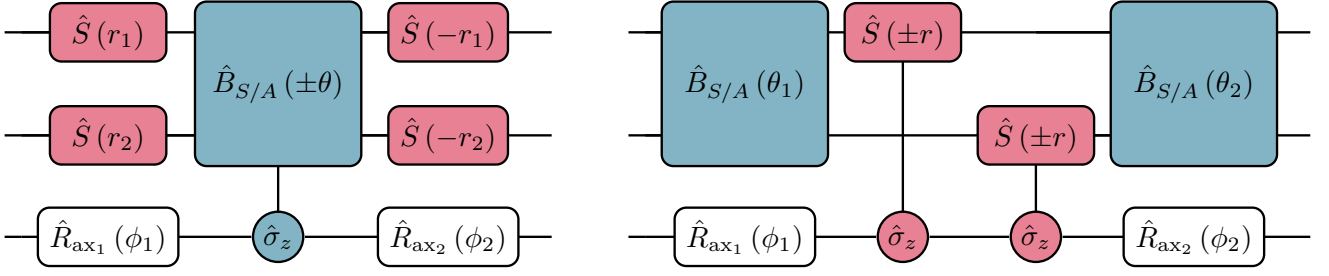 Ŝ (r₁) Ŝ (−r₁) Ŝ (±r)
B̂_{S/A} (±θ) B̂_{S/A} (θ₁) B̂_{S/A} (θ₂)
Ŝ (r₂) Ŝ (−r₂) Ŝ (±r)
R̂_{ax₁} (ϕ₁) σ̂_z R̂_{ax₂} (ϕ₂) R̂_{ax₁} (ϕ₁) σ̂_z σ̂_z R̂_{ax₂} (ϕ₂)